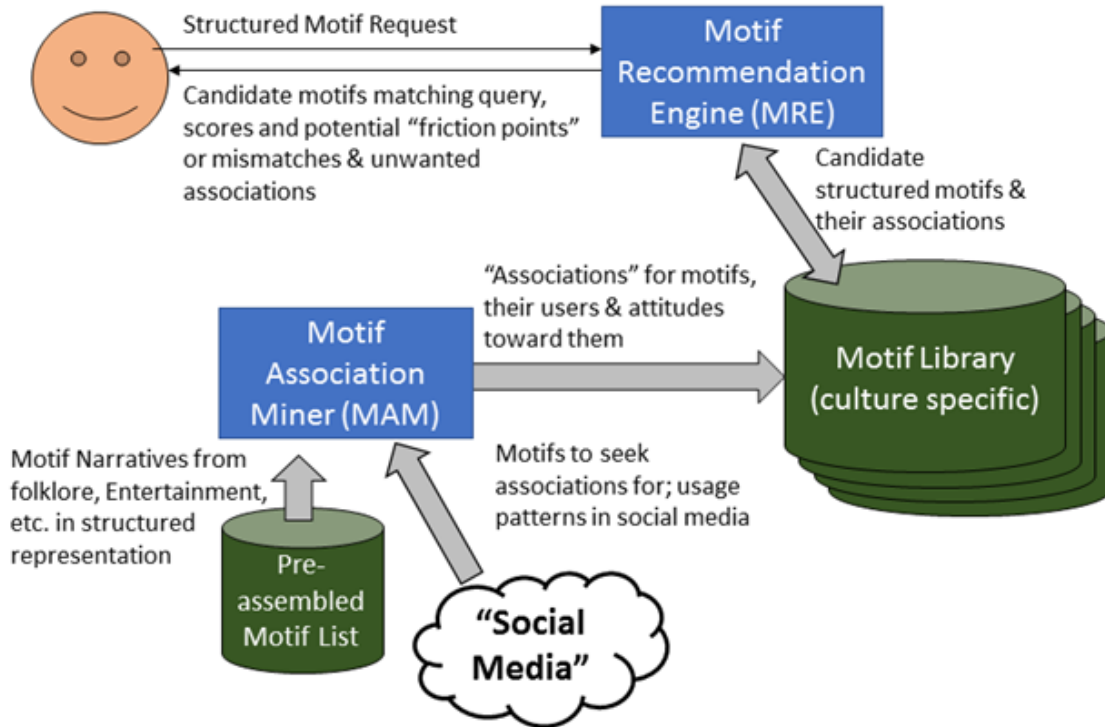 Structured Motif Request
Motif
Recommendation
Engine (MRE)
Candidate motifs matching query,
scores and potential “friction points”
or mismatches & unwanted
associations
Candidate
structured motifs &
their associations
“Associations” for motifs,
their users & attitudes
toward them
Motif
Association
Miner (MAM)
Motif Library
(culture specific)
Motif Narratives from
folklore, Entertainment,
etc. in structured
representation
Motifs to seek
associations for; usage
patterns in social media
Pre-
assembled
Motif List
“Social
Media”